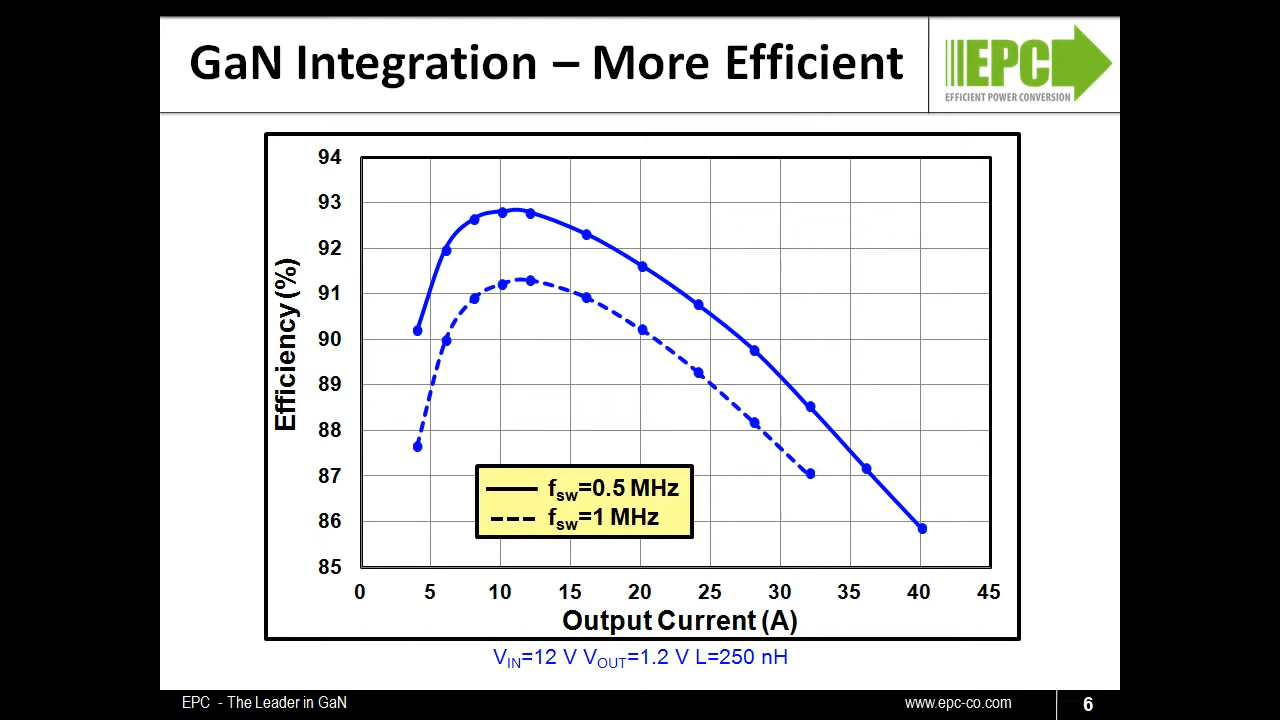 GaN Integration – More Efficient
EPC
EFFICIENT POWER CONVERSION
94
93
92
91
90
89
88
87
86
85
Efficiency (%)
fsw=0.5 MHz
fsw=1 MHz
0 5 10 15 20 25 30 35 40 45
Output Current (A)
VIN=12 V VOUT=1.2 V L=250 nH
EPC - The Leader in GaN
www.epc-co.com
6